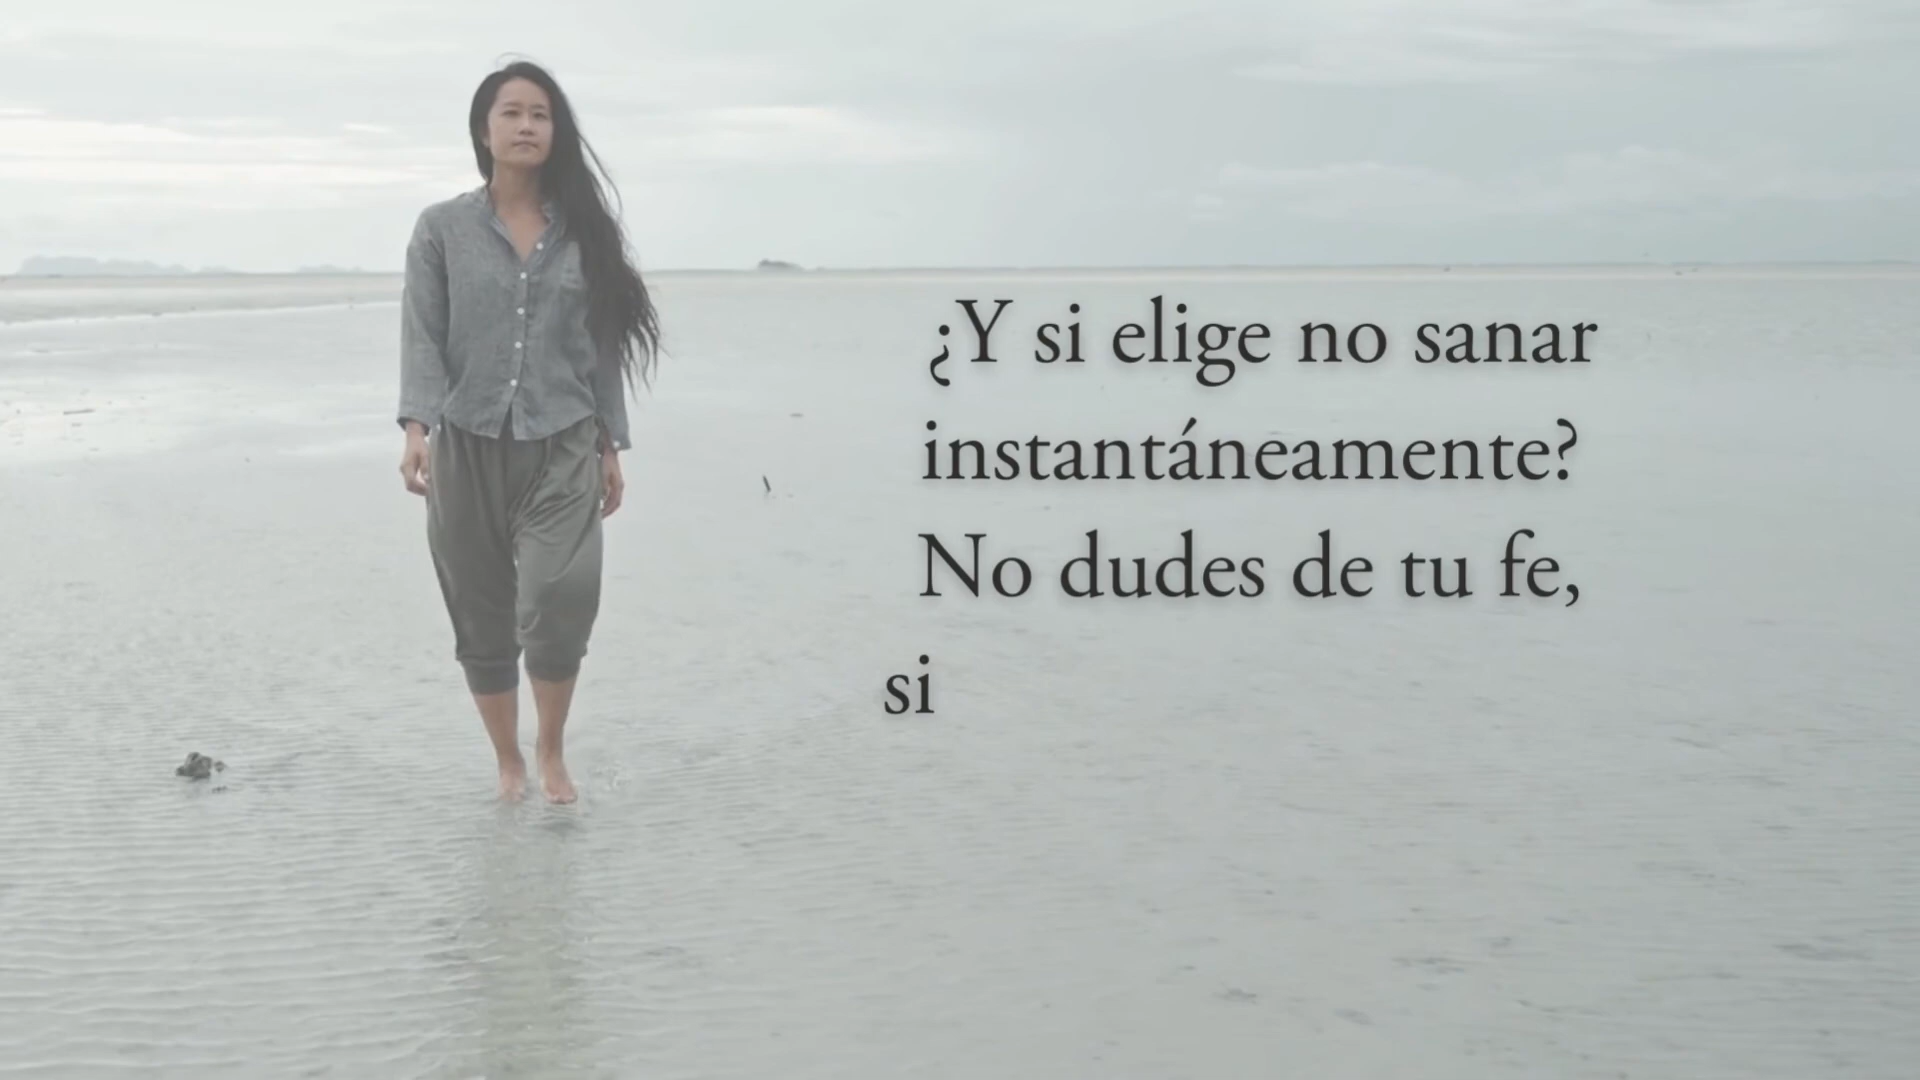 ¿Y si elige no sanar
instantáneamente?
No dudes de tu fe,
si